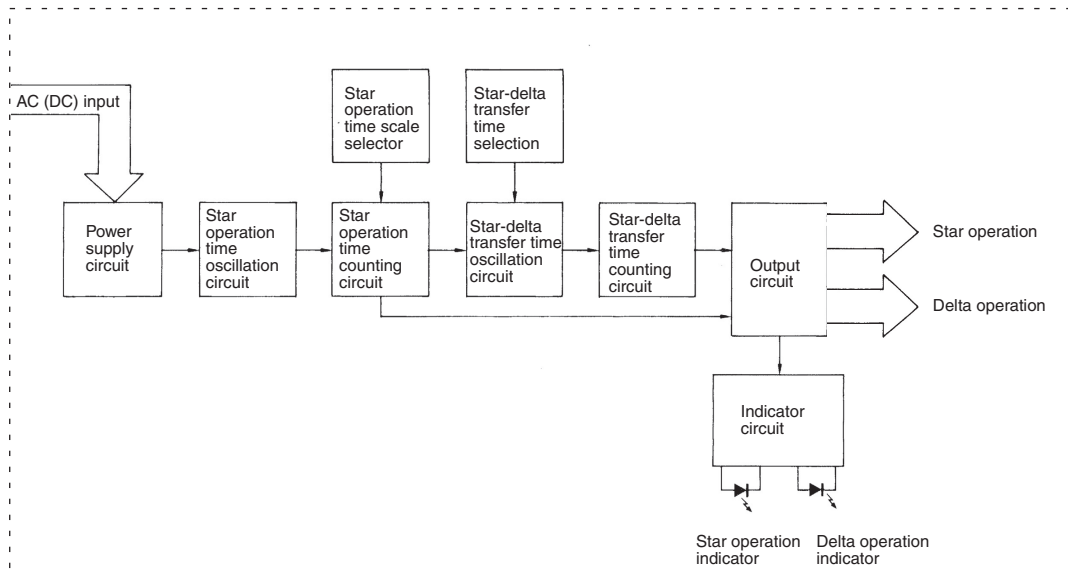 AC (DC) input
Star
operation
time scale
selector
Star-delta
transfer
time
selection
Power
supply
circuit
Star
operation
time
oscillation
circuit
Star
operation
time
counting
circuit
Star-delta
transfer time
oscillation
circuit
Star-delta
transfer
time
counting
circuit
Output
circuit
Star operation
Delta operation
Indicator
circuit
Star operation
indicator
Delta operation
indicator